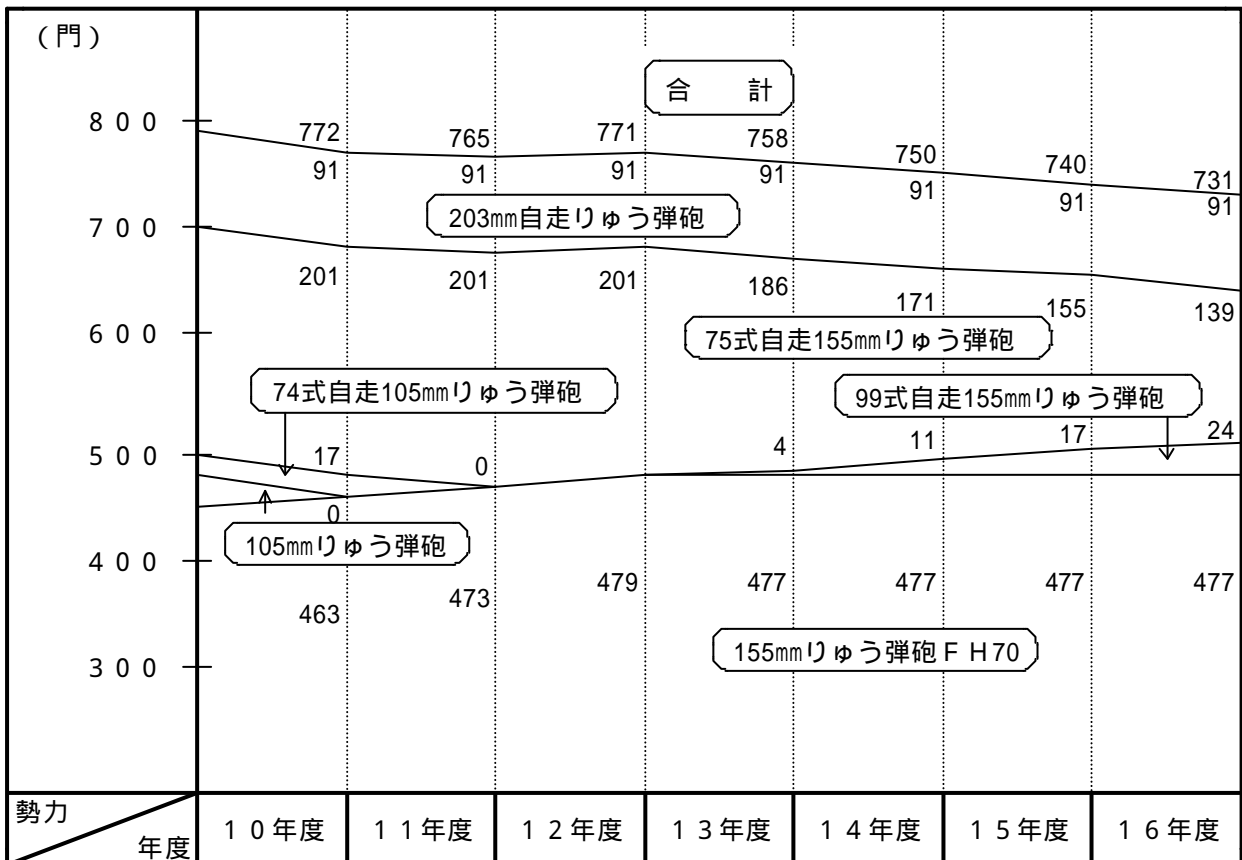 (門)
合 計
800
772 765 771 758 750 740 731
91 91 91 91 91 91 91
203㎜自走りゅう弾砲
700
201 201 201 186 171 155 139
600
75式自走155㎜りゅう弾砲
74式自走105㎜りゅう弾砲
99式自走155㎜りゅう弾砲
500
17 0 4 11 17 24
0
105㎜りゅう弾砲
400
463 473 479 477 477 477 477
155㎜りゅう弾砲ＦＨ70
300
勢力
年度
10年度 11年度 12年度 13年度 14年度 15年度 16年度